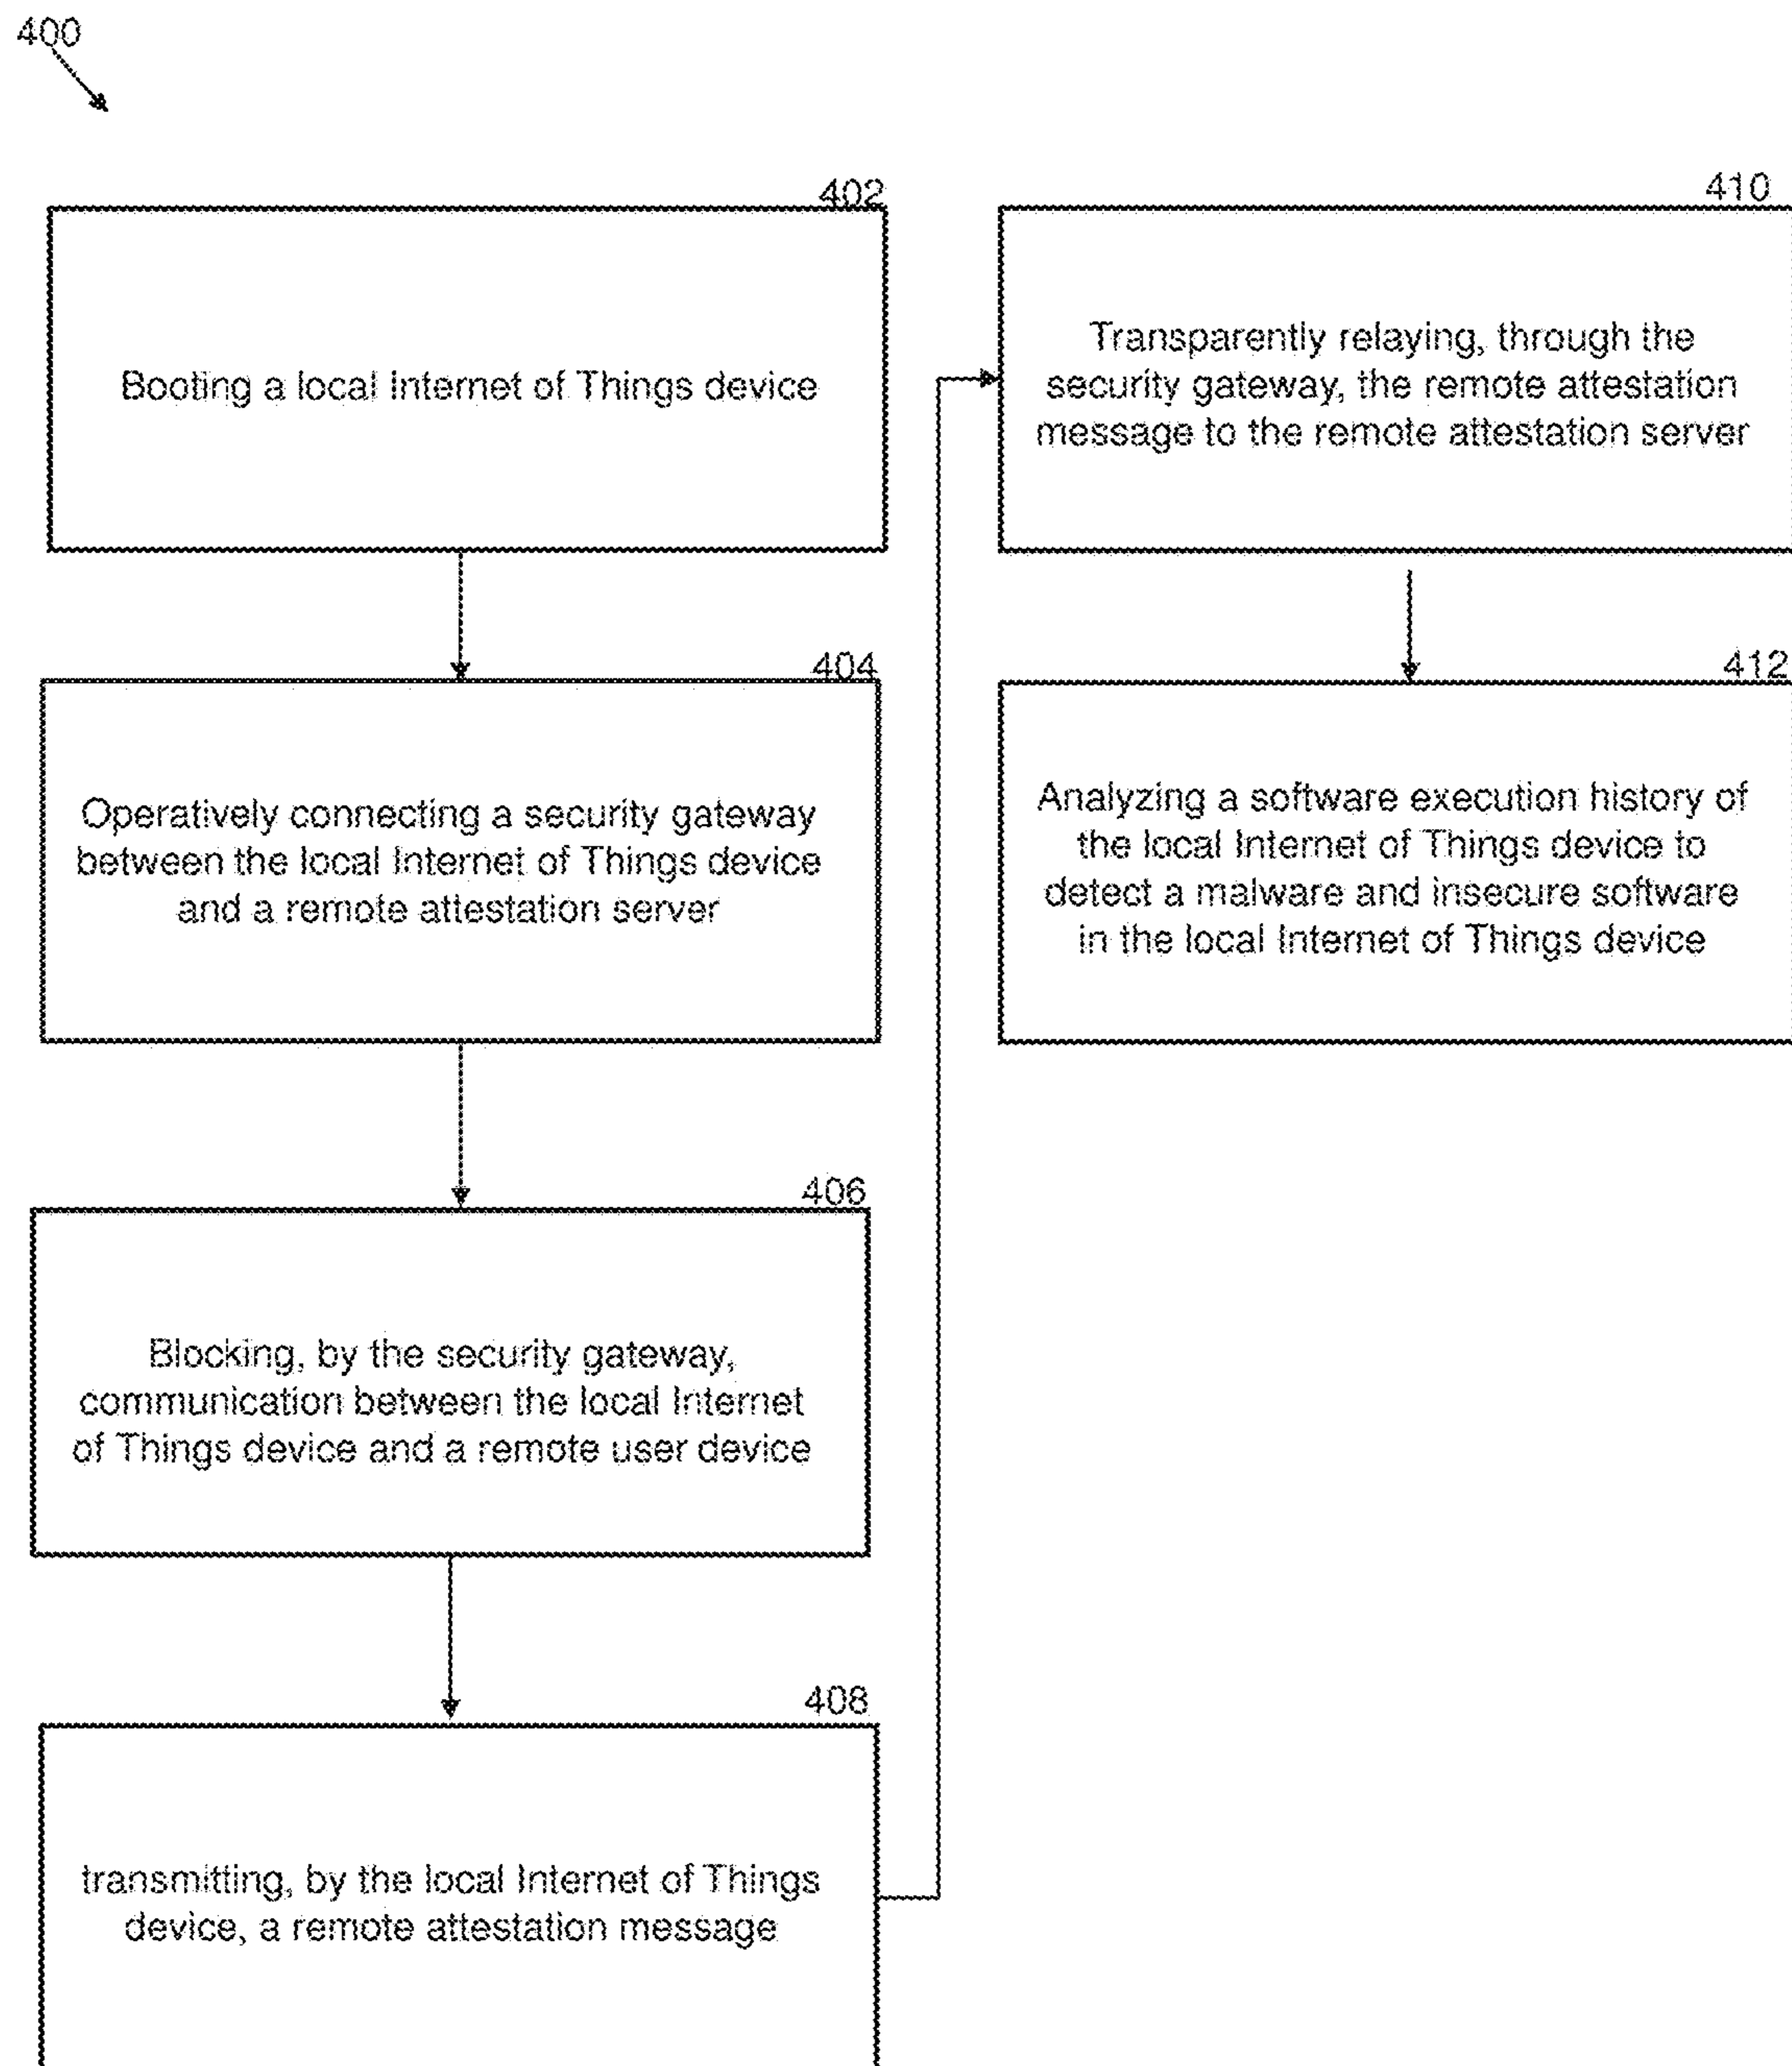 400
402
Booting a local Internet of Things device
404
Operatively connecting a security gateway
between the local Internet of Things device
and a remote attestation server
406
Blocking, by the security gateway,
communication between the local Internet
of Things device and a remote user device
408
transmitting, by the local Internet of Things
device, a remote attestation message
410
Transparently relaying, through the
security gateway, the remote attestation
message to the remote attestation server
412
Analyzing a software execution history of
the local Internet of Things device to
detect a malware and insecure software
in the local Internet of Things device